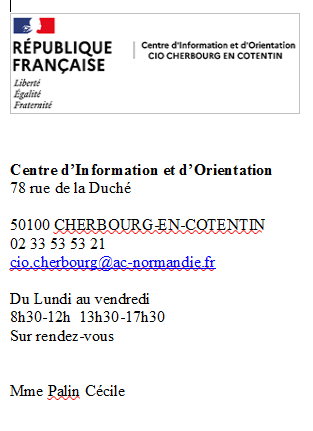 RÉPUBLIQUE
FRANÇAISE
Liberté
Égalité
Fraternité
Centre d'Information et d'Orientation
CIO CHERBOURG EN COTENTIN
Centre d'Information et d'Orientation
78 rue de la Duché
50100 CHERBOURG-EN-COTENTIN
02 33 53 53 21
cio.cherbourg@ac-normandie.fr
Du Lundi au vendredi
8h30-12h 13h30-17h30
Sur rendez-vous
Mme Palin Cécile